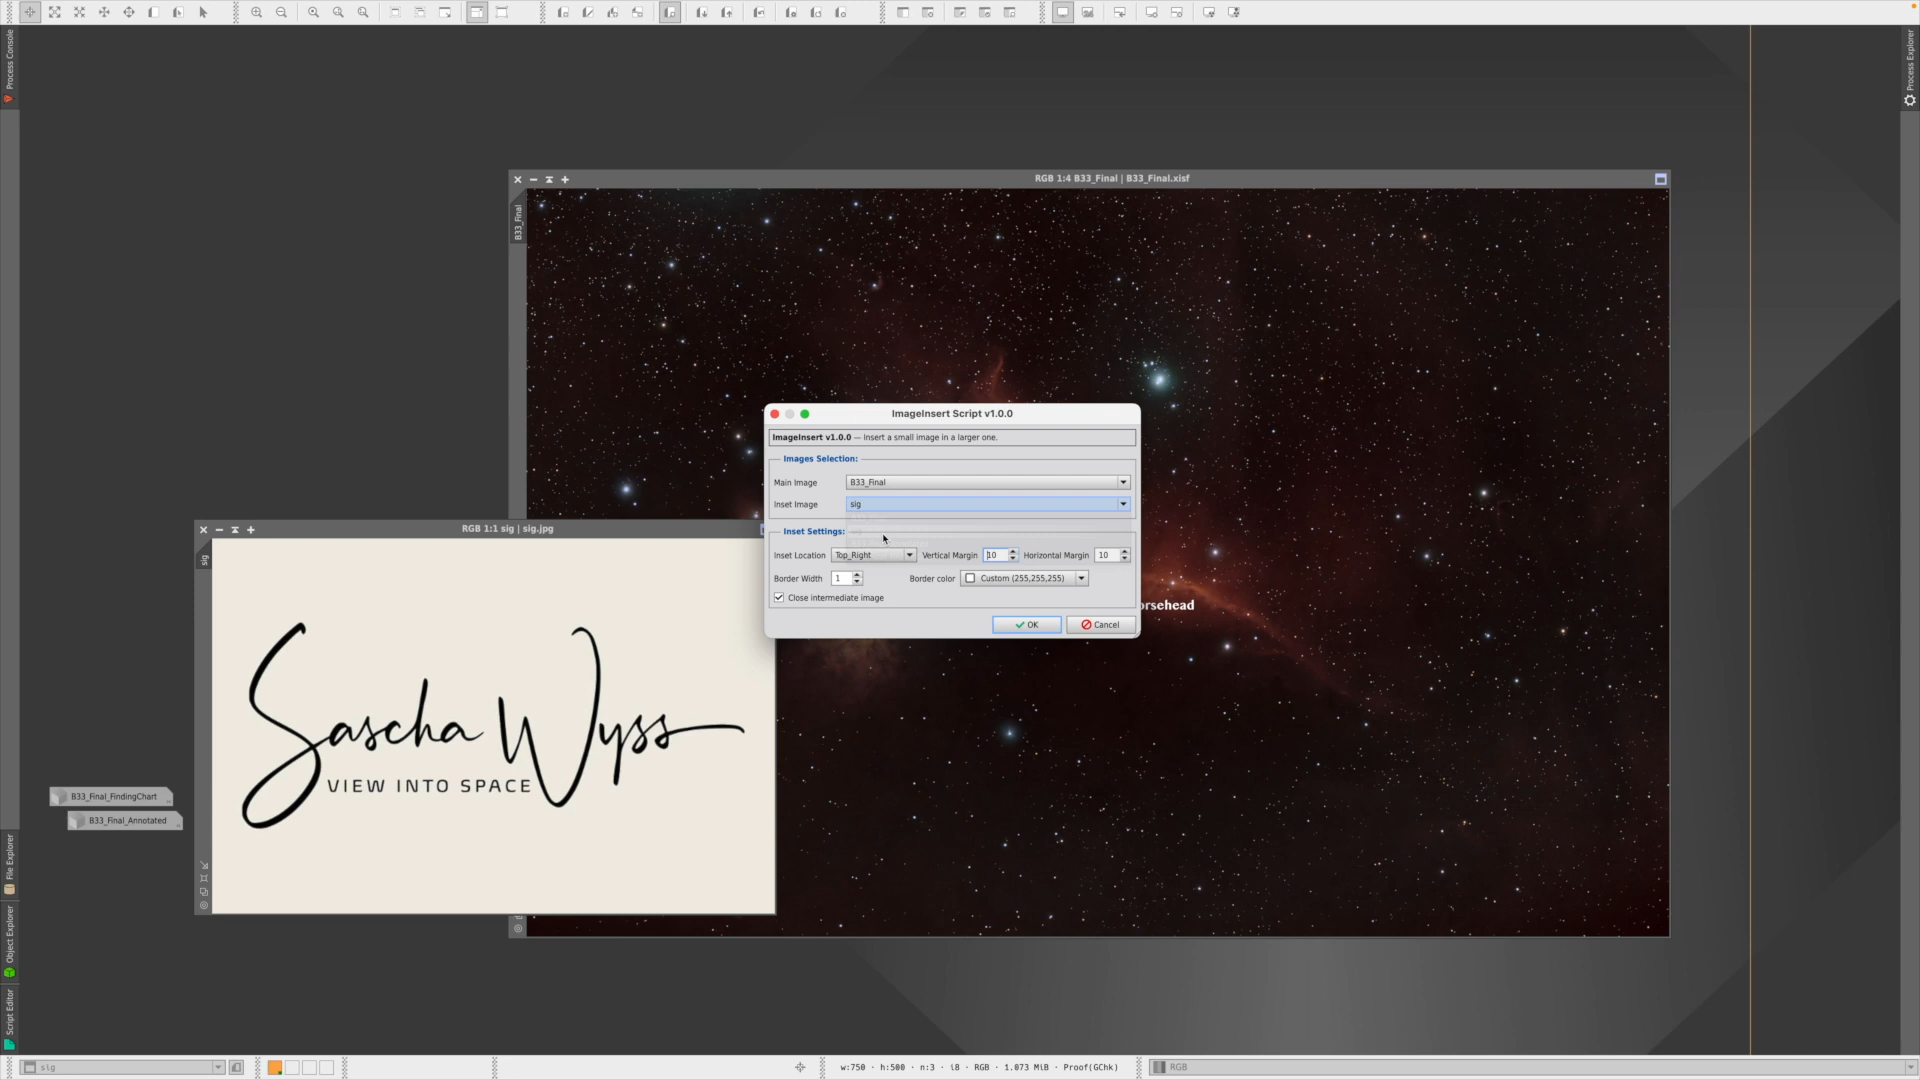 Process Console
Process Explorer
RGB 1:4 B33_Final | B33_Final.xisf
B33_Final
ImageInsert Script v1.0.0
ImageInsert v1.0.0 — Insert a small image in a larger one.
Images Selection:
Main Image B33_Final
Inset Image sig
Inset Settings:
Inset Location Top_Right Vertical Margin 10 Horizontal Margin 10
Border Width 1 Border color Custom (255,255,255)
Close intermediate image
OK Cancel
orsehead
RGB 1:1 sig | sig.jpg
sig
Sascha Wyss
VIEW INTO SPACE
B33_Final_FindingChart
B33_Final_Annotated
File Explorer
Object Explorer
Script Editor
sig
w:750 · h:500 · n:3 · i8 · RGB · 1.073 MiB · Proof(GChk)
RGB